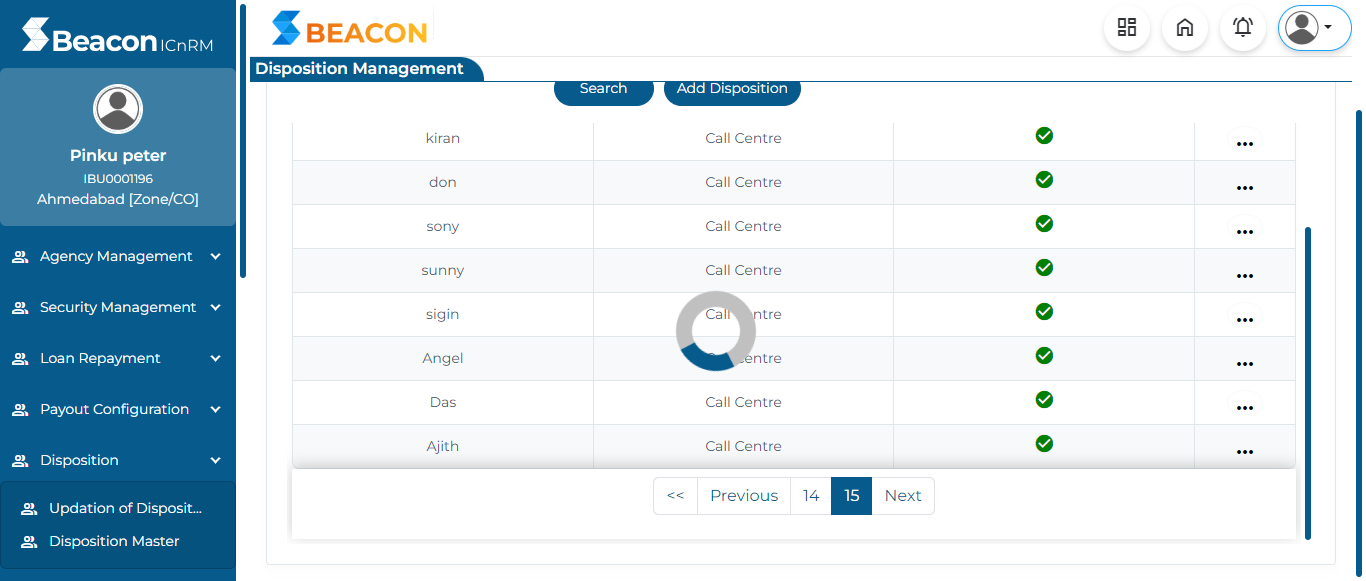 Beacon ICnRM
Pinku peter
IBU0001196
Ahmedabad [Zone/CO]
Agency Management
Security Management
Loan Repayment
Payout Configuration
Disposition
Updation of Disposit...
Disposition Master
BEACON
Disposition Management
Search Add Disposition
kiran Call Centre
don Call Centre
sony Call Centre
sunny Call Centre
sigin Call Centre
Angel Centre
Das Call Centre
Ajith Call Centre
<< Previous 14 15 Next